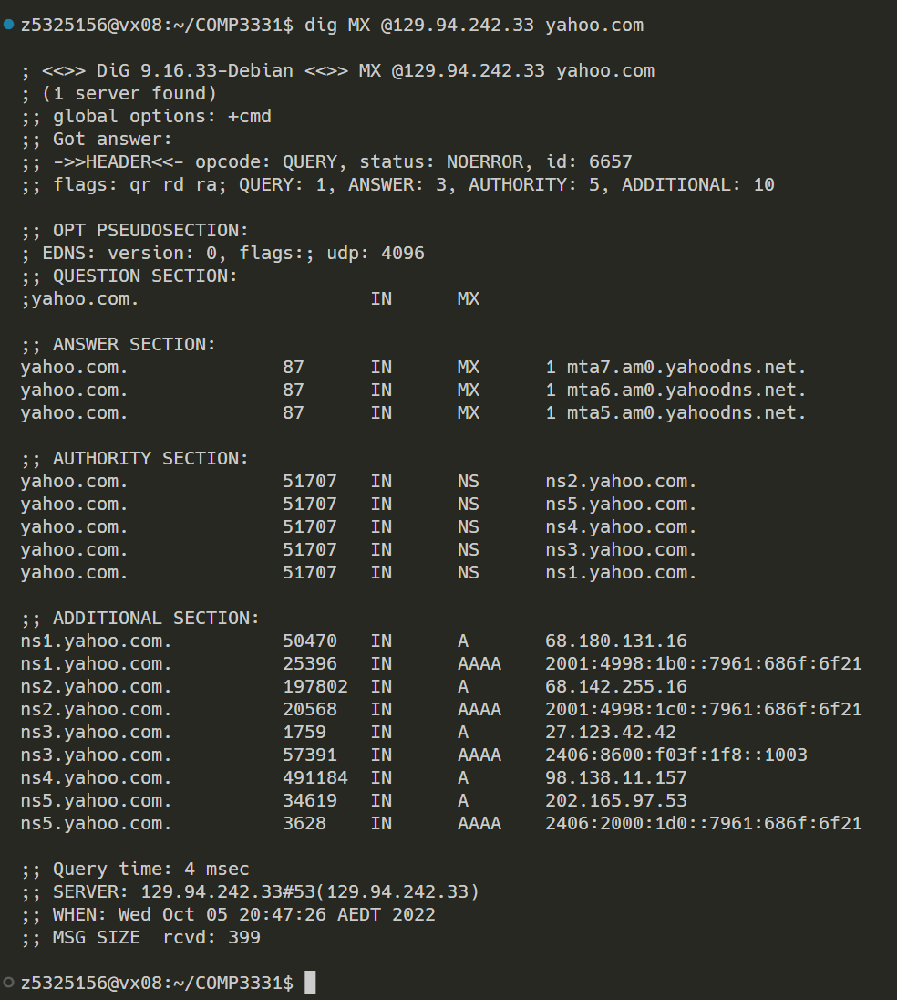 z5325156@vx08:~/COMP3331$ dig MX @129.94.242.33 yahoo.com
; <<>> DiG 9.16.33-Debian <<>> MX @129.94.242.33 yahoo.com
; (1 server found)
;; global options: +cmd
;; Got answer:
;; ->>HEADER<<- opcode: QUERY, status: NOERROR, id: 6657
;; flags: qr rd ra; QUERY: 1, ANSWER: 3, AUTHORITY: 5, ADDITIONAL: 10
;; OPT PSEUDOSECTION:
; EDNS: version: 0, flags:; udp: 4096
;; QUESTION SECTION:
;yahoo.com. IN MX
;; ANSWER SECTION:
yahoo.com. 87 IN MX 1 mta7.am0.yahoodns.net.
yahoo.com. 87 IN MX 1 mta6.am0.yahoodns.net.
yahoo.com. 87 IN MX 1 mta5.am0.yahoodns.net.
;; AUTHORITY SECTION:
yahoo.com. 51707 IN NS ns2.yahoo.com.
yahoo.com. 51707 IN NS ns5.yahoo.com.
yahoo.com. 51707 IN NS ns4.yahoo.com.
yahoo.com. 51707 IN NS ns3.yahoo.com.
yahoo.com. 51707 IN NS ns1.yahoo.com.
;; ADDITIONAL SECTION:
ns1.yahoo.com. 50470 IN A 68.180.131.16
ns1.yahoo.com. 25396 IN AAAA 2001:4998:1b0::7961:686f:6f21
ns2.yahoo.com. 197802 IN A 68.142.255.16
ns2.yahoo.com. 20568 IN AAAA 2001:4998:1c0::7961:686f:6f21
ns3.yahoo.com. 1759 IN A 27.123.42.42
ns3.yahoo.com. 57391 IN AAAA 2406:8600:f03f:1f8::1003
ns4.yahoo.com. 491184 IN A 98.138.11.157
ns5.yahoo.com. 34619 IN A 202.165.97.53
ns5.yahoo.com. 3628 IN AAAA 2406:2000:1d0::7961:686f:6f21
;; Query time: 4 msec
;; SERVER: 129.94.242.33#53(129.94.242.33)
;; WHEN: Wed Oct 05 20:47:26 AEDT 2022
;; MSG SIZE  rcvd: 399
z5325156@vx08:~/COMP3331$